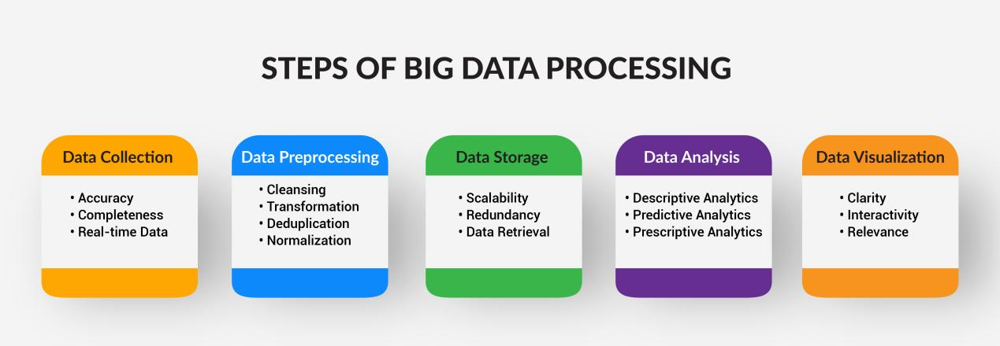 STEPS OF BIG DATA PROCESSING
Data Collection
• Accuracy
• Completeness
• Real-time Data
Data Preprocessing
• Cleansing
• Transformation
• Deduplication
• Normalization
Data Storage
• Scalability
• Redundancy
• Data Retrieval
Data Analysis
• Descriptive Analytics
• Predictive Analytics
• Prescriptive Analytics
Data Visualization
• Clarity
• Interactivity
• Relevance